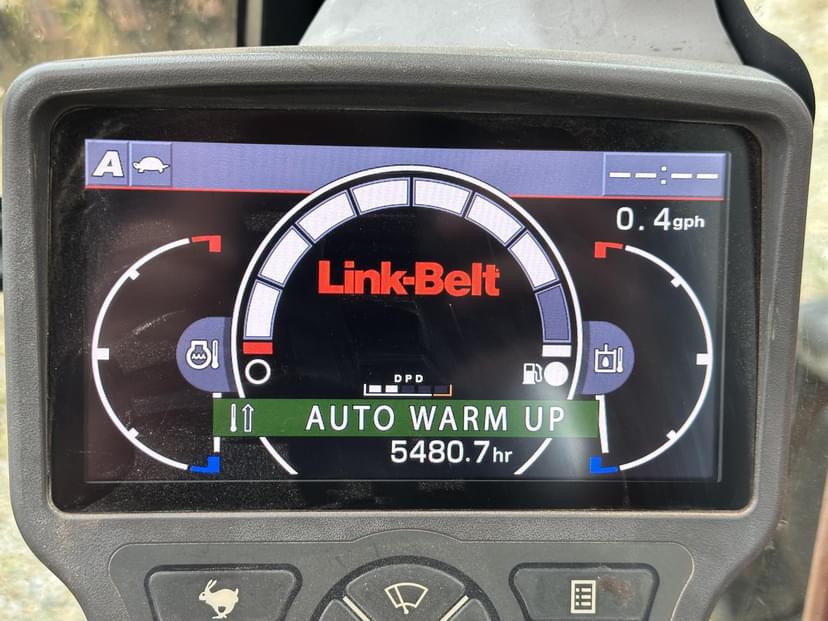 A
--:--
0.4gph
Link-Belt
DPD
AUTO WARM UP
5480.7hr